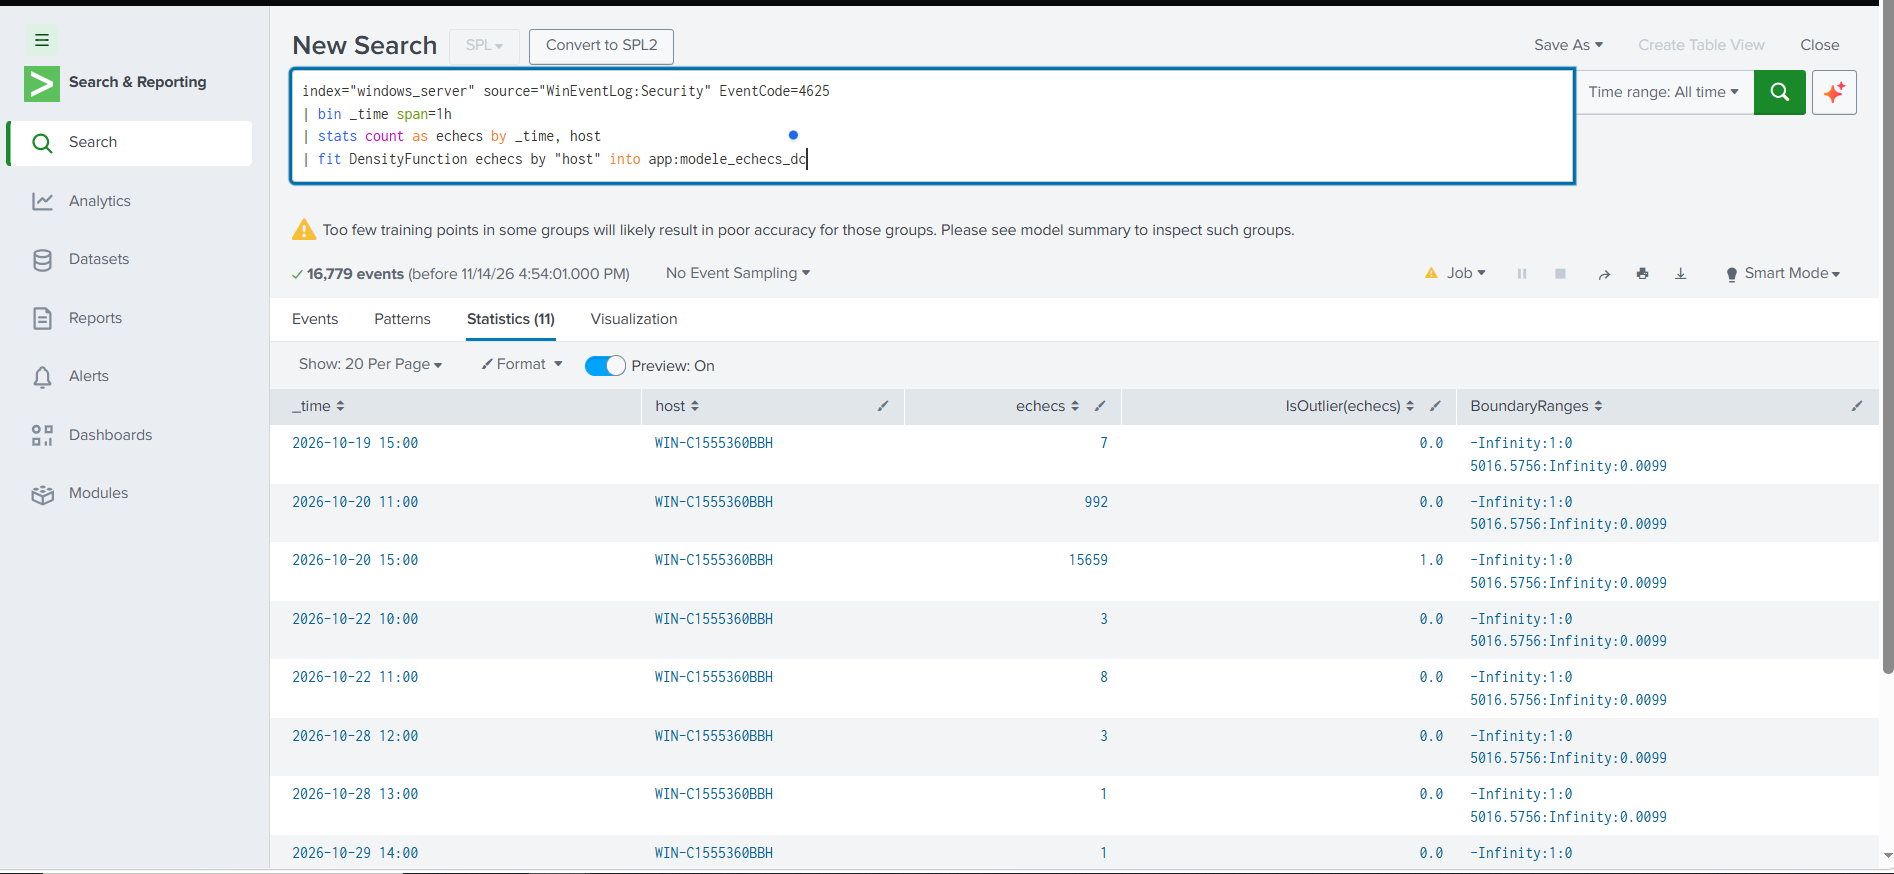 New Search
SPL
Convert to SPL2
Save As
Create Table View
Close
Search & Reporting
index="windows_server" source="WinEventLog:Security" EventCode=4625
| bin _time span=1h
| stats count as echecs by _time, host
| fit DensityFunction echecs by "host" into app:modele_echecs_dc
Time range: All time
Search
Analytics
Datasets
Reports
Alerts
Dashboards
Modules
Too few training points in some groups will likely result in poor accuracy for those groups. Please see model summary to inspect such groups.
16,779 events (before 11/14/26 4:54:01.000 PM)
No Event Sampling
Job
Smart Mode
Events
Patterns
Statistics (11)
Visualization
Show: 20 Per Page
Format
Preview: On
_time host echecs IsOutlier(echecs) BoundaryRanges
2026-10-19 15:00 WIN-C1555360BBH 7 0.0 -Infinity:1:0
5016.5756:Infinity:0.0099
2026-10-20 11:00 WIN-C1555360BBH 992 0.0 -Infinity:1:0
5016.5756:Infinity:0.0099
2026-10-20 15:00 WIN-C1555360BBH 15659 1.0 -Infinity:1:0
5016.5756:Infinity:0.0099
2026-10-22 10:00 WIN-C1555360BBH 3 0.0 -Infinity:1:0
5016.5756:Infinity:0.0099
2026-10-22 11:00 WIN-C1555360BBH 8 0.0 -Infinity:1:0
5016.5756:Infinity:0.0099
2026-10-28 12:00 WIN-C1555360BBH 3 0.0 -Infinity:1:0
5016.5756:Infinity:0.0099
2026-10-28 13:00 WIN-C1555360BBH 1 0.0 -Infinity:1:0
5016.5756:Infinity:0.0099
2026-10-29 14:00 WIN-C1555360BBH 1 0.0 -Infinity:1:0